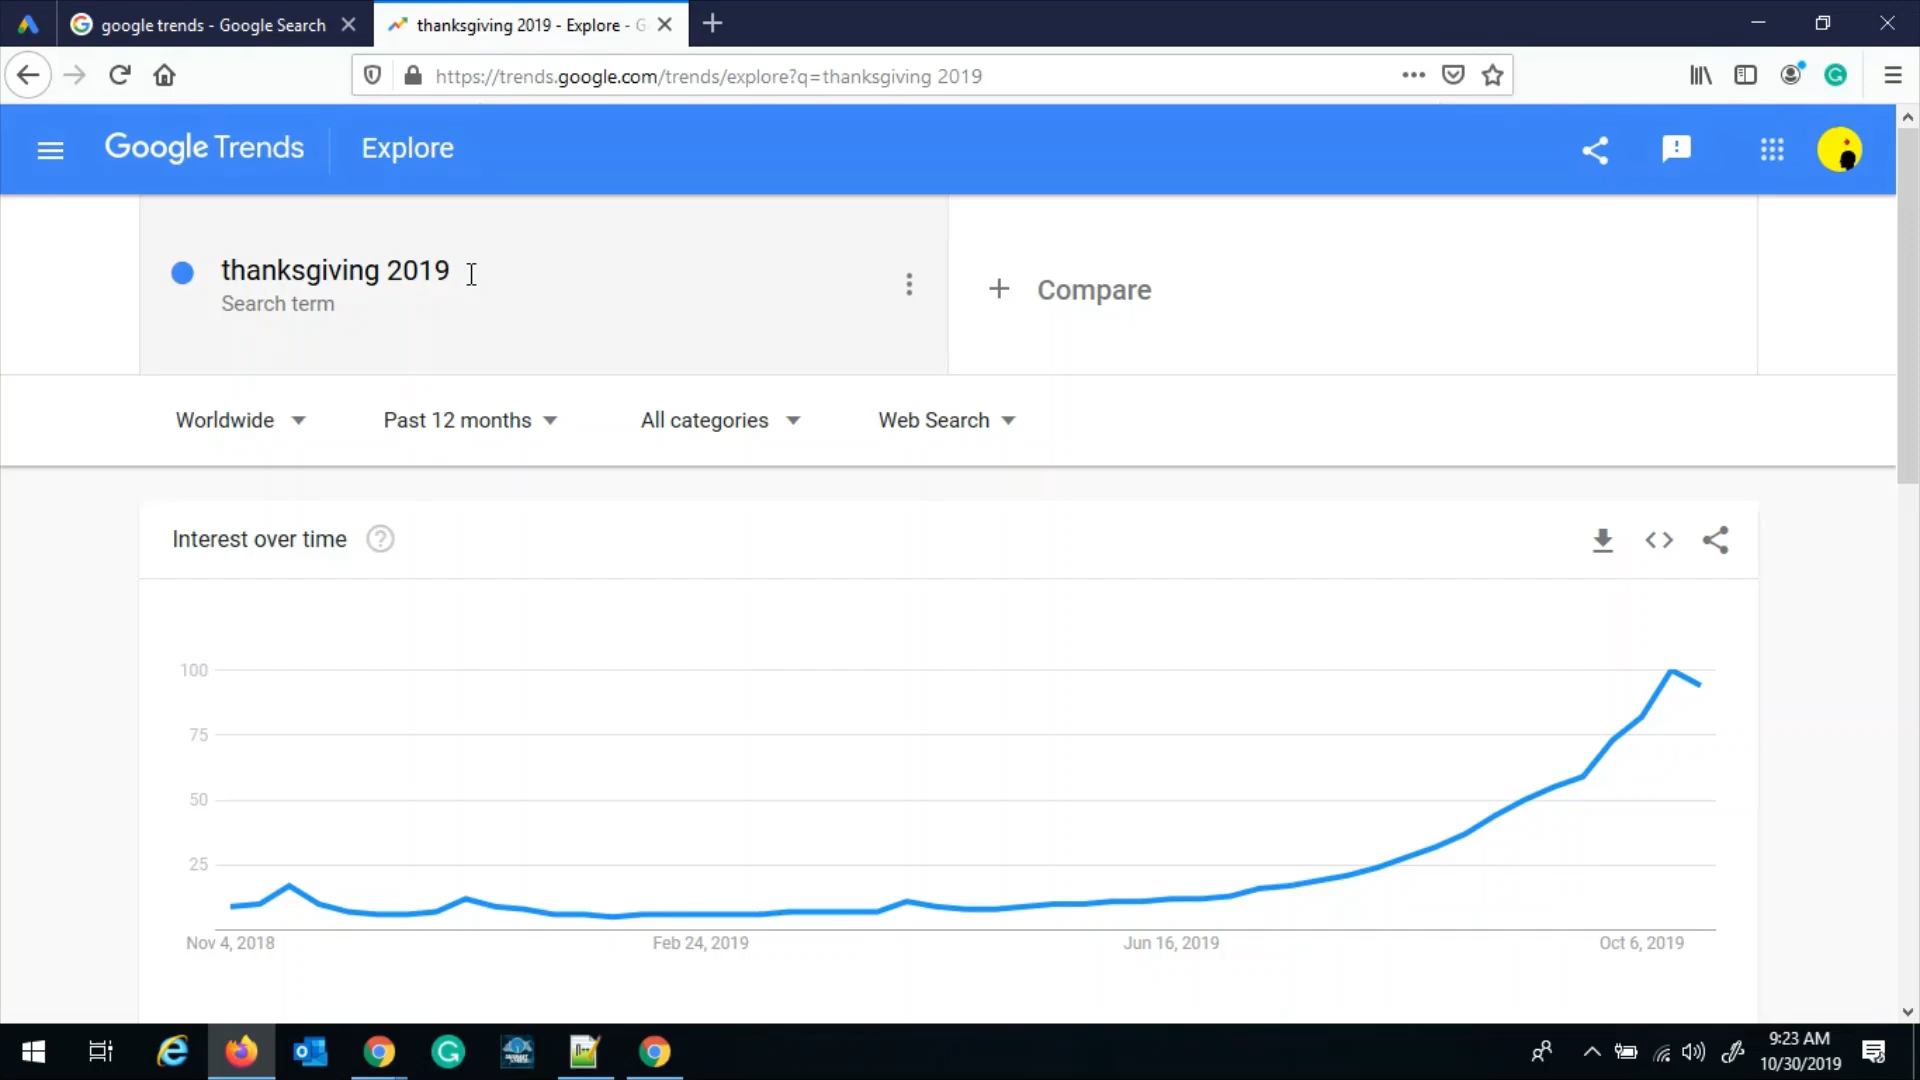 google trends - Google Search
thanksgiving 2019 - Explore - G
https://trends.google.com/trends/explore?q=thanksgiving 2019
Google Trends
Explore
thanksgiving 2019
Search term
+ Compare
Worldwide
Past 12 months
All categories
Web Search
Interest over time
100
75
50
25
Nov 4, 2018
Feb 24, 2019
Jun 16, 2019
Oct 6, 2019
9:23 AM
10/30/2019